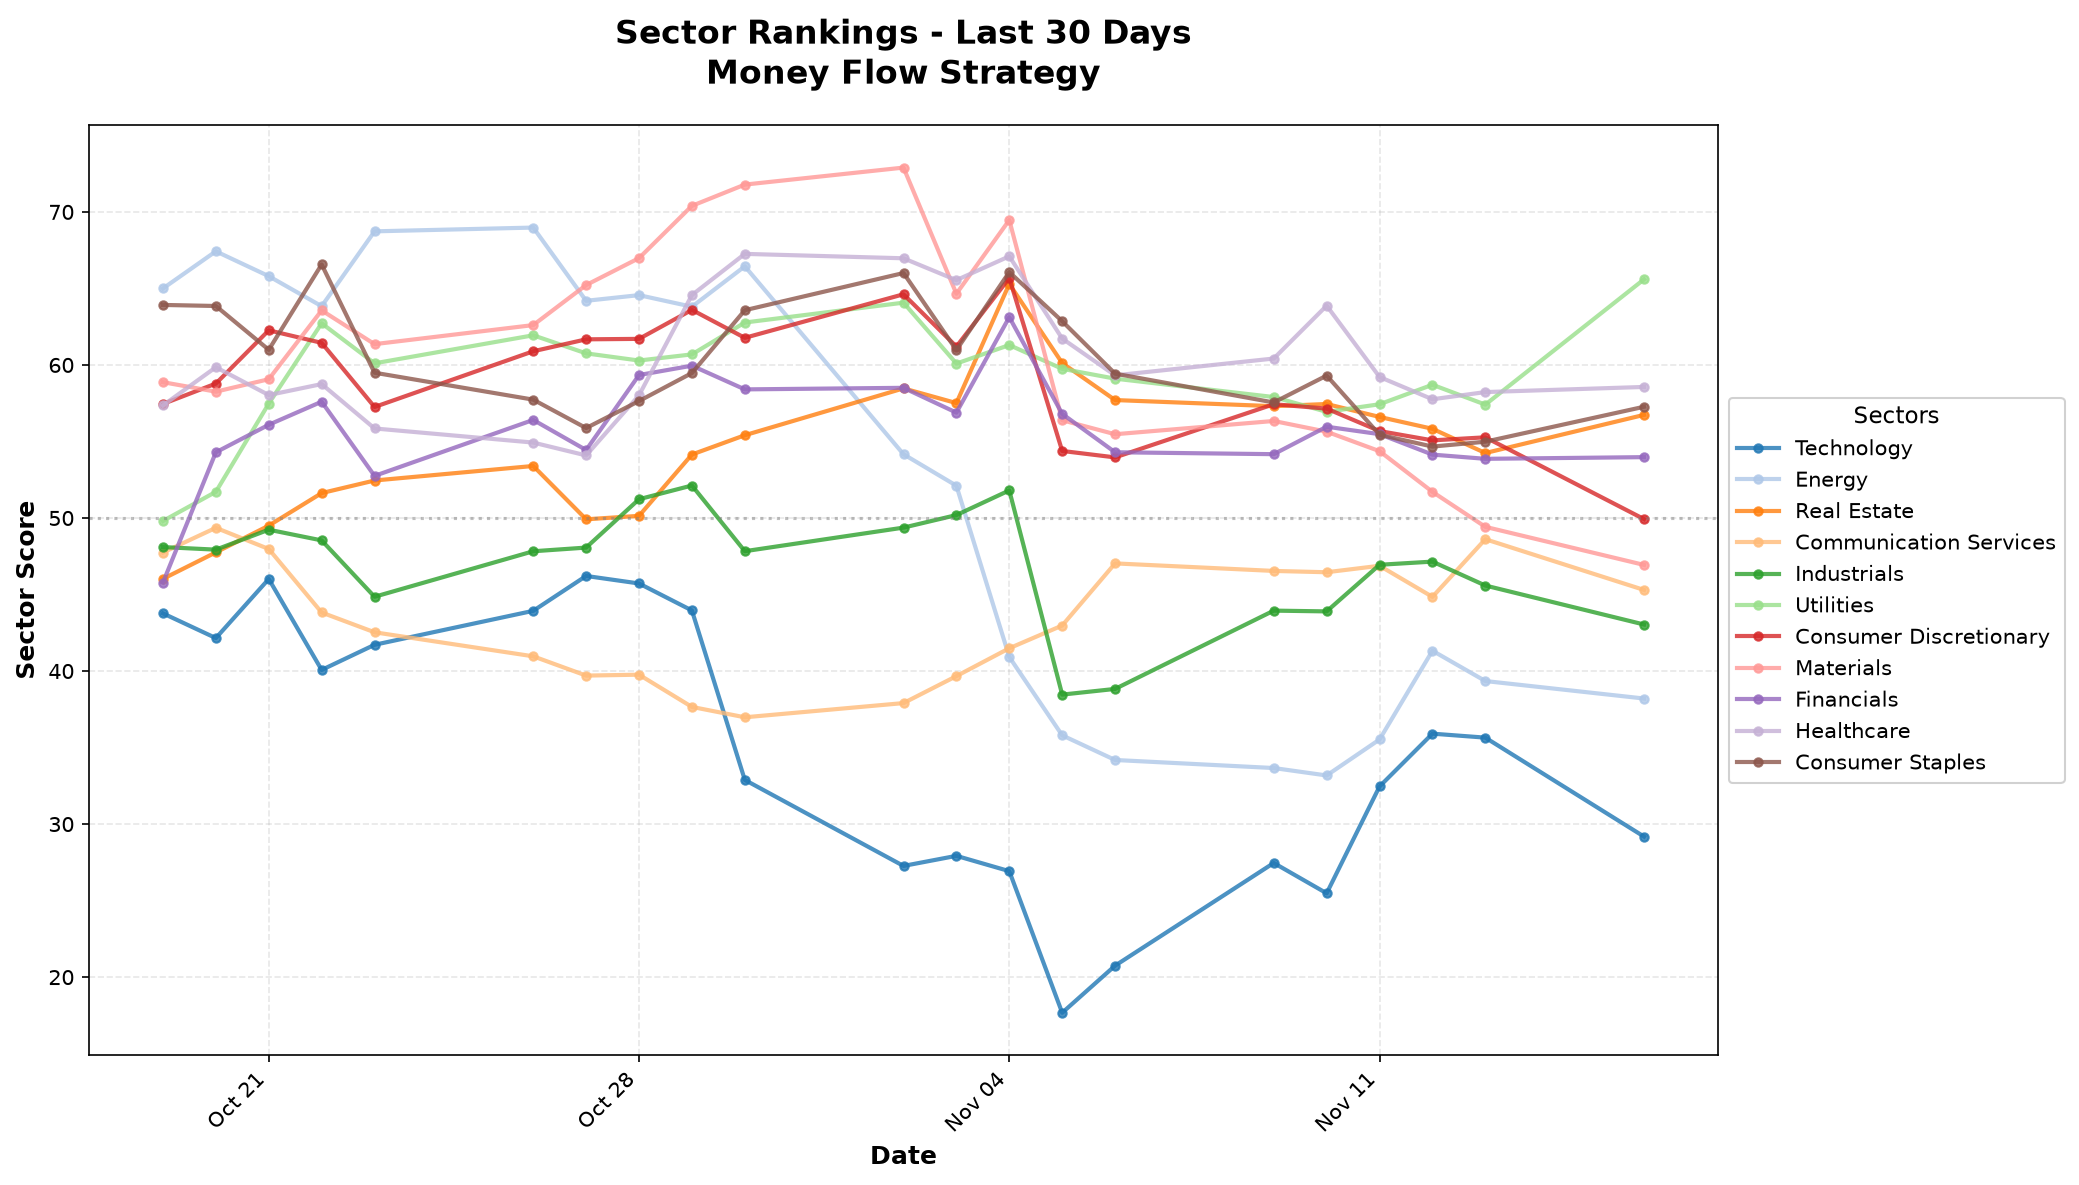 Sector Rankings - Last 30 Days
Money Flow Strategy
Sector Score
70
60
50
40
30
20
Oct 21
Oct 28
Nov 04
Nov 11
Date
Sectors
Technology
Energy
Real Estate
Communication Services
Industrials
Utilities
Consumer Discretionary
Materials
Financials
Healthcare
Consumer Staples